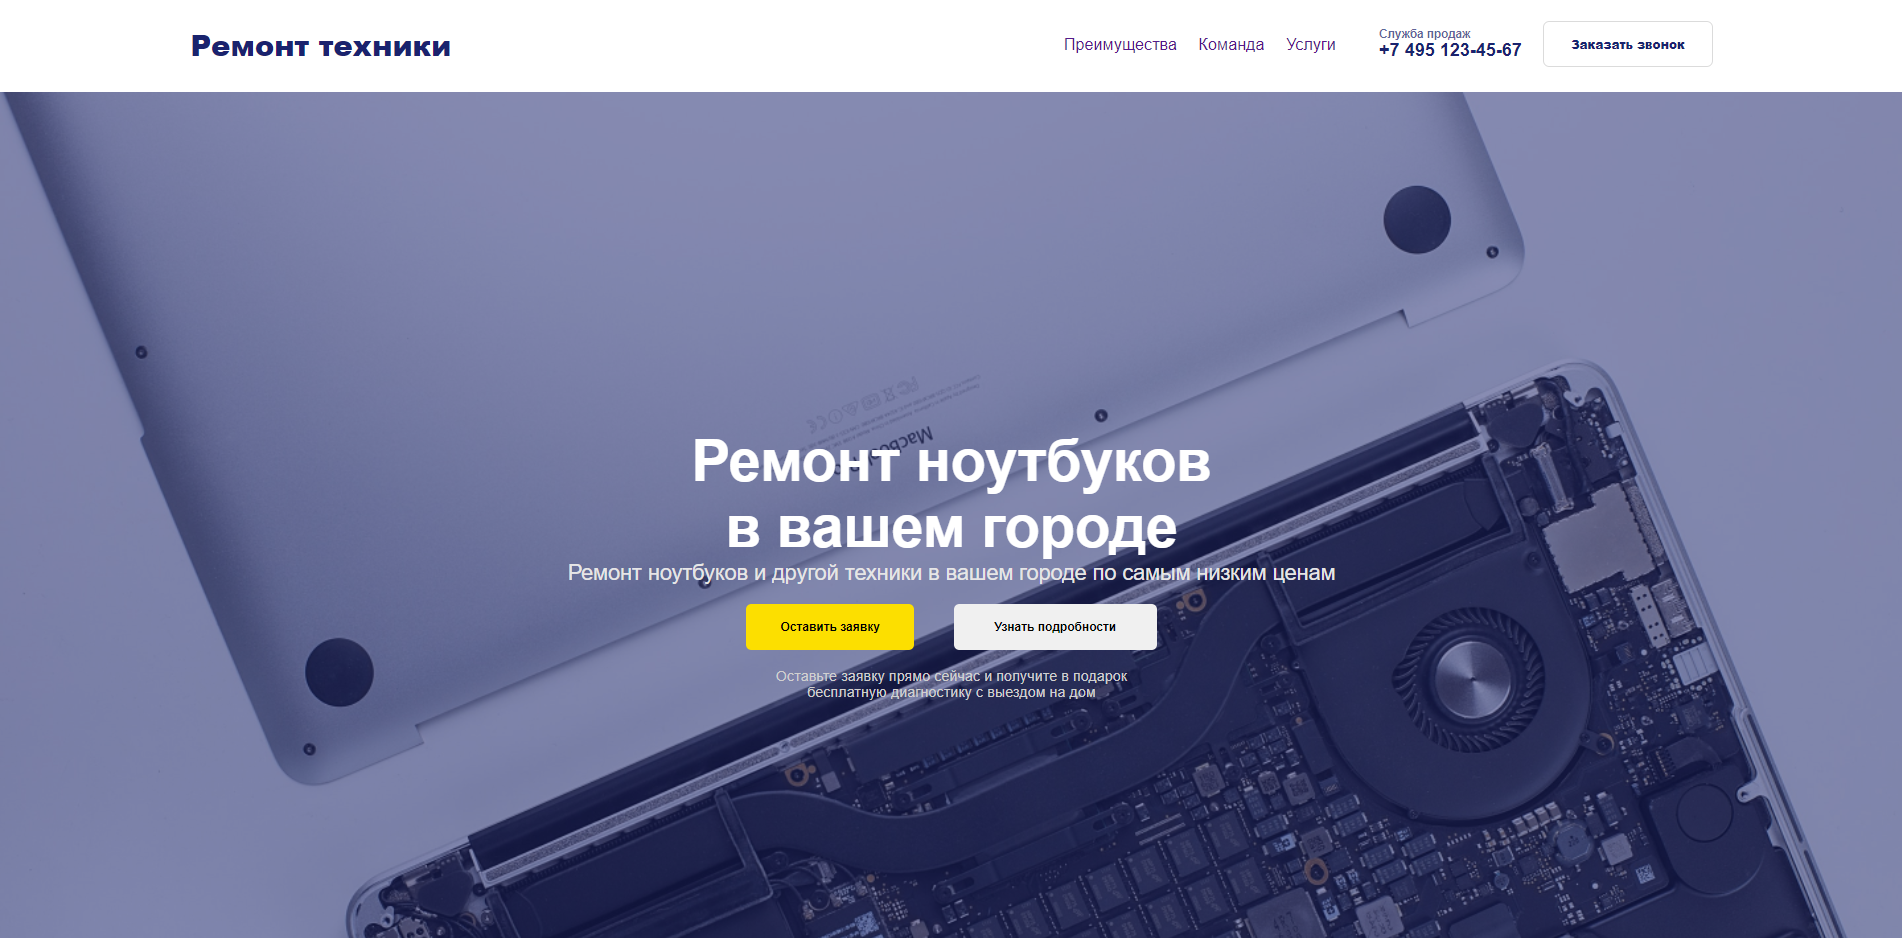 Ремонт техники
Преимущества
Команда
Услуги
Служба продаж
+7 495 123-45-67
Заказать звонок
Ремонт ноутбуков
в вашем городе
Ремонт ноутбуков и другой техники в вашем городе по самым низким ценам
Оставить заявку
Узнать подробности
Оставьте заявку прямо сейчас и получите в подарок
бесплатную диагностику с выездом на дом